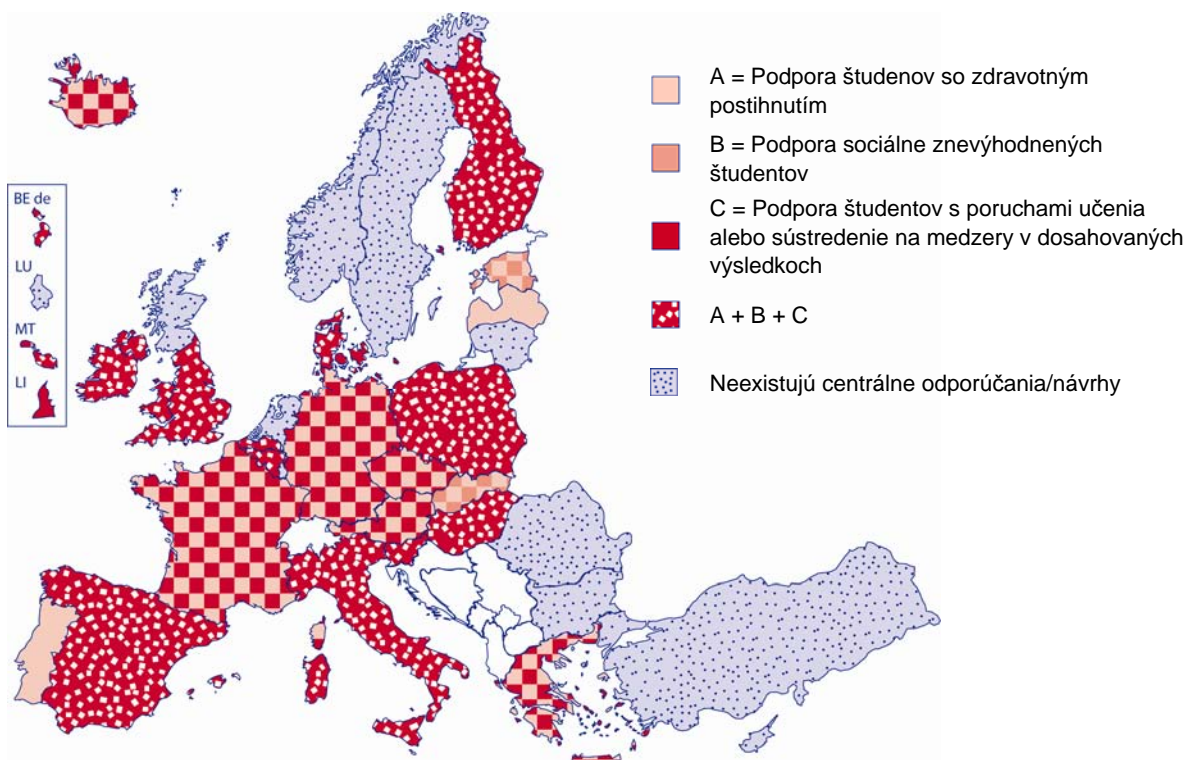 BE de
LU
MT
LI
A = Podpora študenov so zdravotným
postihnutím
B = Podpora sociálne znevýhodnených
študentov
C = Podpora študentov s poruchami učenia
alebo sústredenie na medzery v dosahovaných
výsledkoch
A + B + C
Neexistujú centrálne odporúčania/návrhy